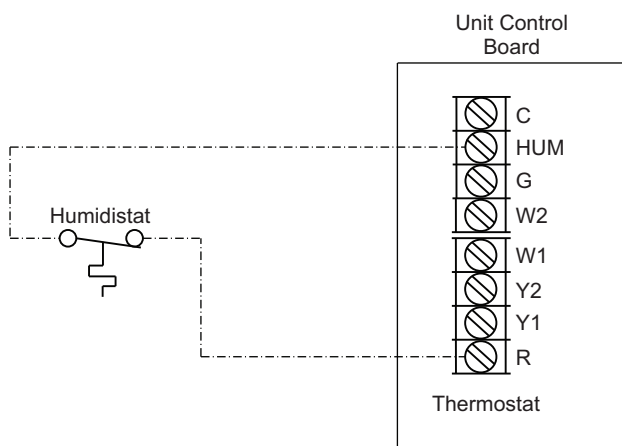 Unit Control
Board
C
HUM
G
Humidistat
W2
W1
Y2
Y1
R
Thermostat